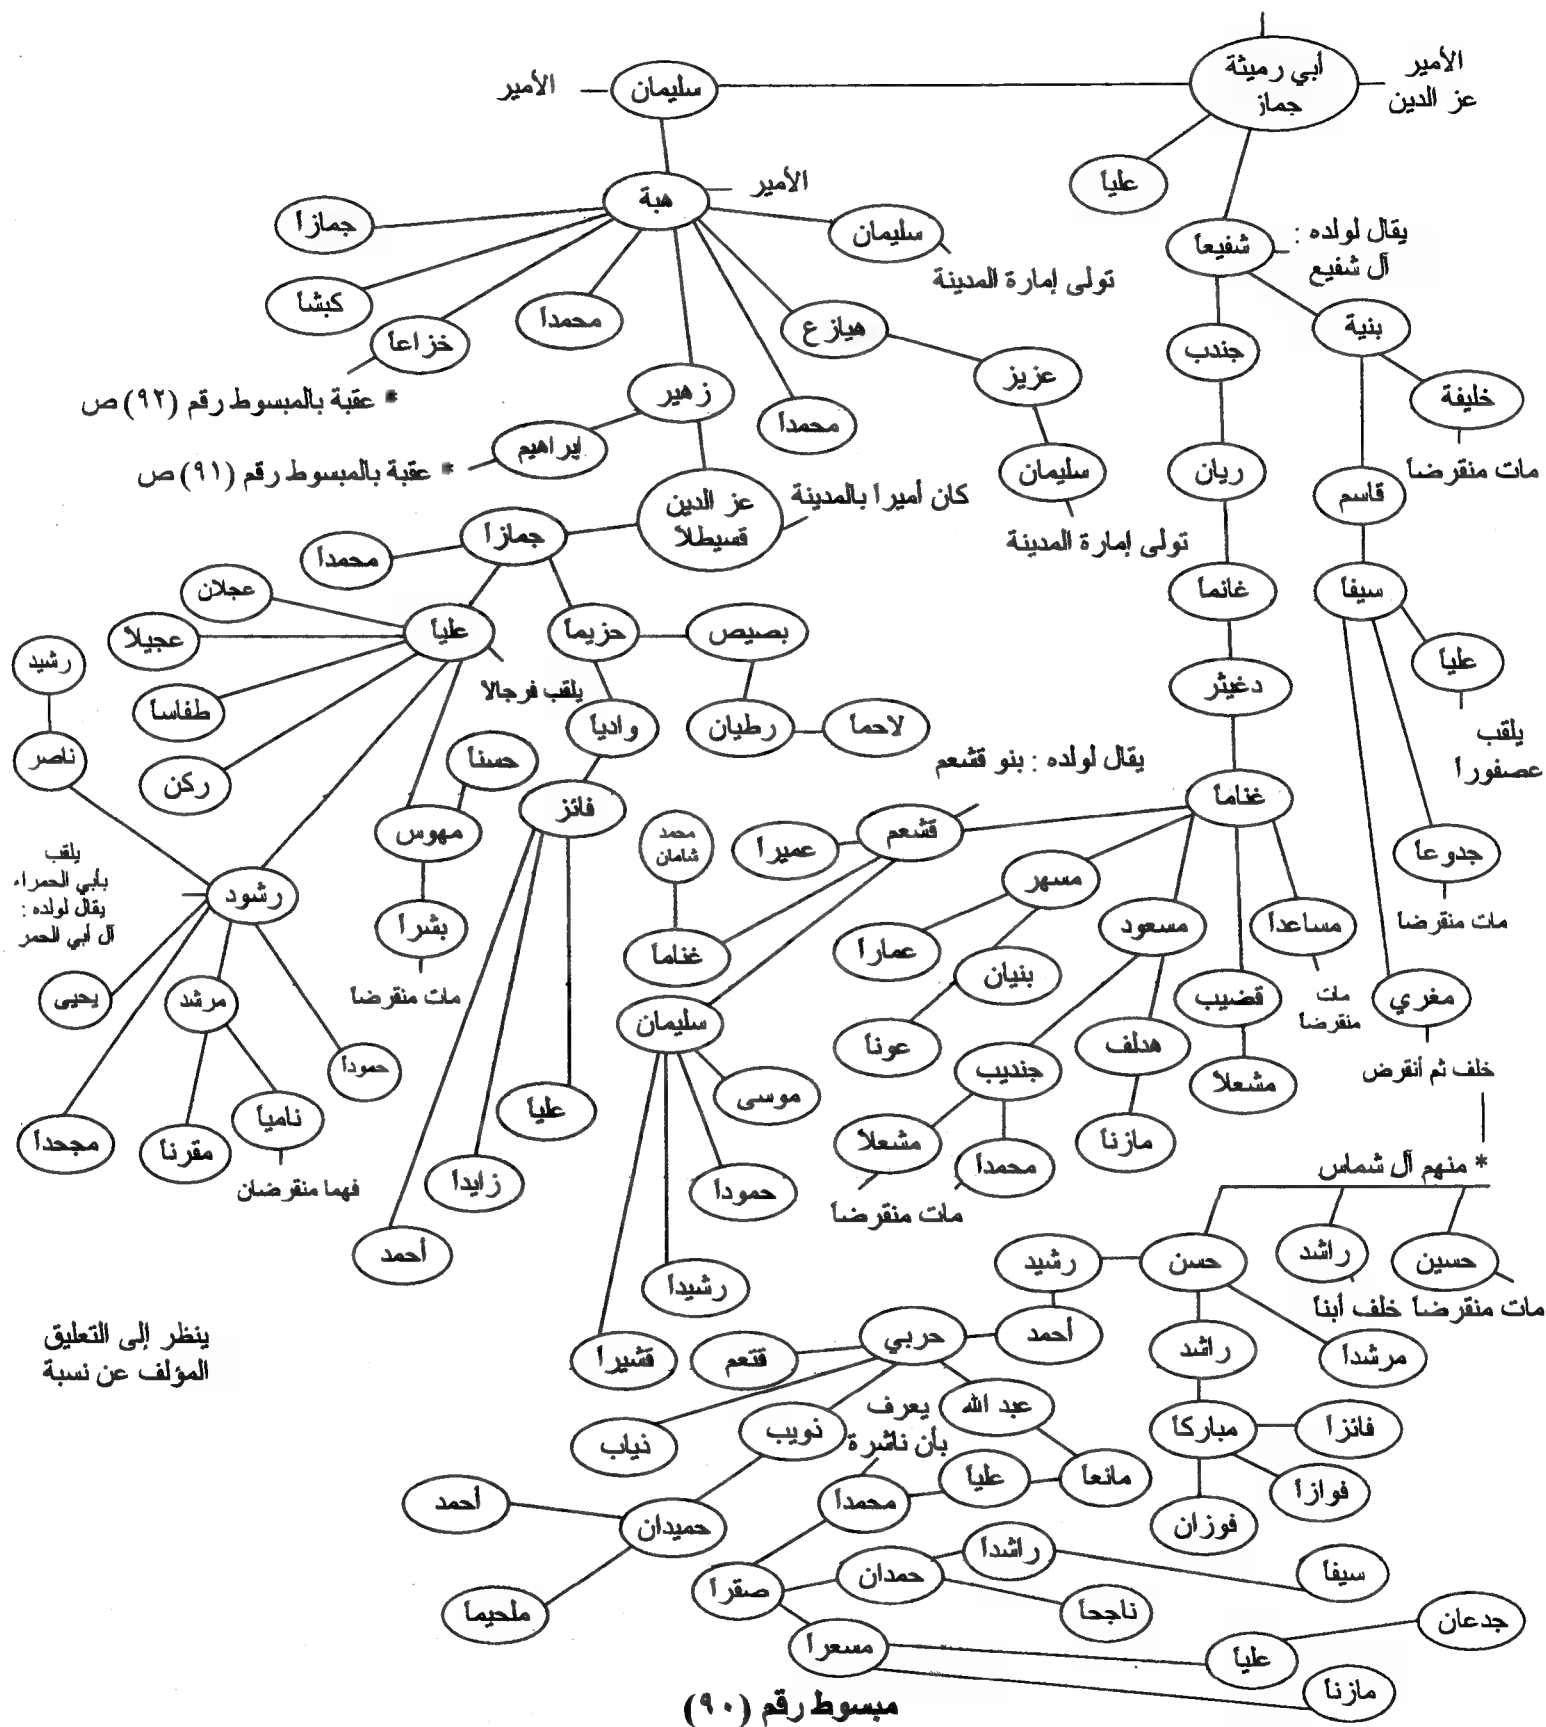 الأمير
عز الدين
أبي رميثة
جماز
سليمان
الأمير
علياً
هبة
الأمير
جمازاً
سليمان
تولى إمارة المدينة
شفيعاً
يقال لولده :
آل شفيع
كبشاً
خزاعاً
محمداً
هيازع
جندب
بنية
* عقبة بالمبسوط رقم (٩٢) ص
زهير
محمداً
عزيز
خليفة
مات منقرضاً
إبراهيم
* عقبة بالمبسوط رقم (٩١) ص
سليمان
تولى إمارة المدينة
ريان
قاسم
عز الدين
قسيطلاً
كان أميراً بالمدينة
جمازاً
محمداً
غانماً
سيفاً
عجلان
عجيلاً
علياً
يلقب فرجالا
حزيماً
بصيص
علياً
يلقب
عصفوراً
رشيد
طفاساً
وادياً
رطيان
لاحماً
دغيثر
ناصر
ركن
حسناً
مهوس
فائز
يقال لولده : بنو قشعم
غناماً
محمد
شامان
عميراً
قشعم
جدوعاً
مات منقرضاً
يلقب
بأبي الحمراء
يقال لولده :
آل أبي الحمر
رشود
بشراً
مات منقرضاً
غناماً
مسهر
عماراً
بنيان
مسعود
مساعداً
مات
منقرضاً
يحيى
مرشد
سليمان
عوناً
قضيب
مغري
خلف ثم أنقرض
حموداً
جنديب
هدلف
مشعلاً
موسى
علياً
نامياً
مجحداً
مقرناً
فهما منقرضان
زايداً
حموداً
مشعلاً
محمداً
مات منقرضاً
مازناً
* منهم آل شماس
أحمد
رشيداً
رشيد
حسن
راشد
حسين
مات منقرضاً
خلف أبناً
ينظر إلى التعليق
المؤلف عن نسبة
قشيراً
قتعم
حربي
أحمد
راشد
مرشداً
ذياب
ذويب
يعرف
بأن ناشرة
عبد الله
مباركاً
فائزاً
أحمد
حميدان
محمداً
علياً
مانعاً
فوزان
فوازاً
ملحيماً
صقراً
حمدان
راشداً
سيفاً
ناجحاً
مسعراً
علياً
جدعان
مازناً
مبسوط رقم (٩٠)